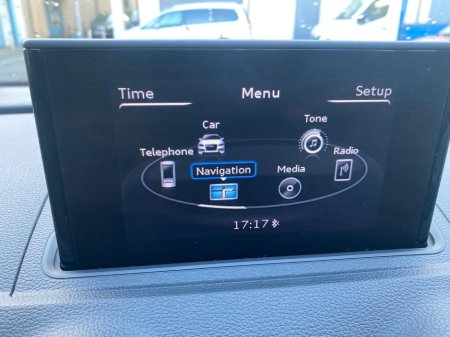 Time Menu Setup
Car Tone
Telephone Radio
Navigation Media
17:17